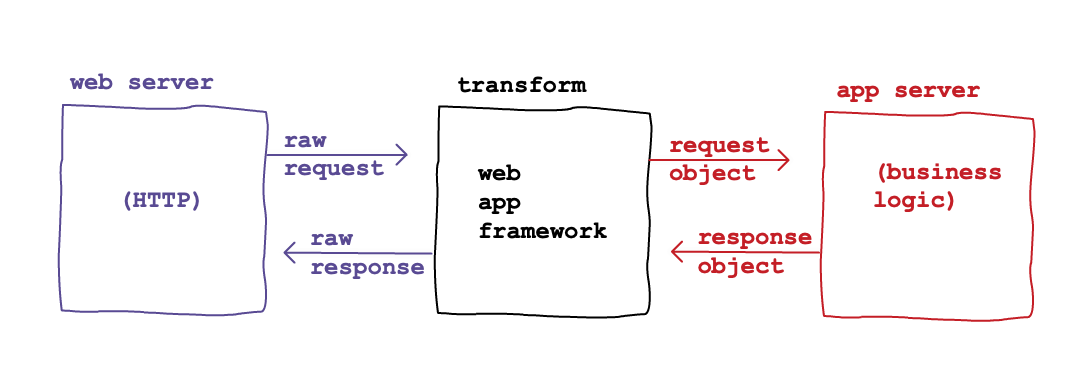 web server
(HTTP)
raw
request
raw
response
transform
web
app
framework
request
object
response
object
app server
(business
logic)